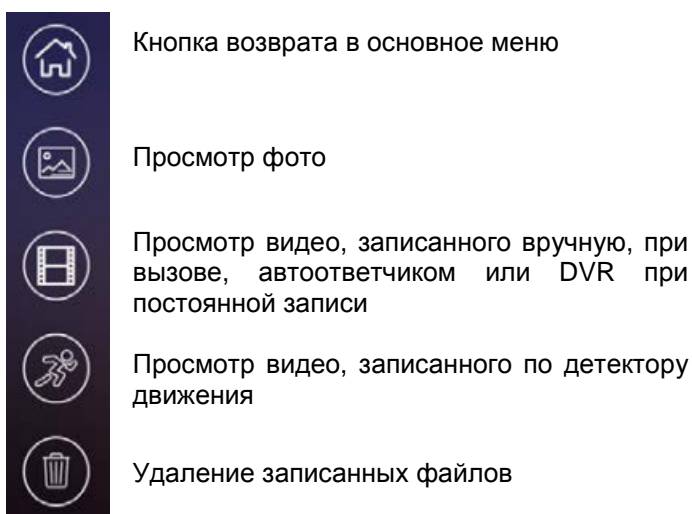 Кнопка возврата в основное меню
Просмотр фото
Просмотр видео, записанного вручную, при
вызове, автоответчиком или DVR при
постоянной записи
Просмотр видео, записанного по детектору
движения
Удаление записанных файлов